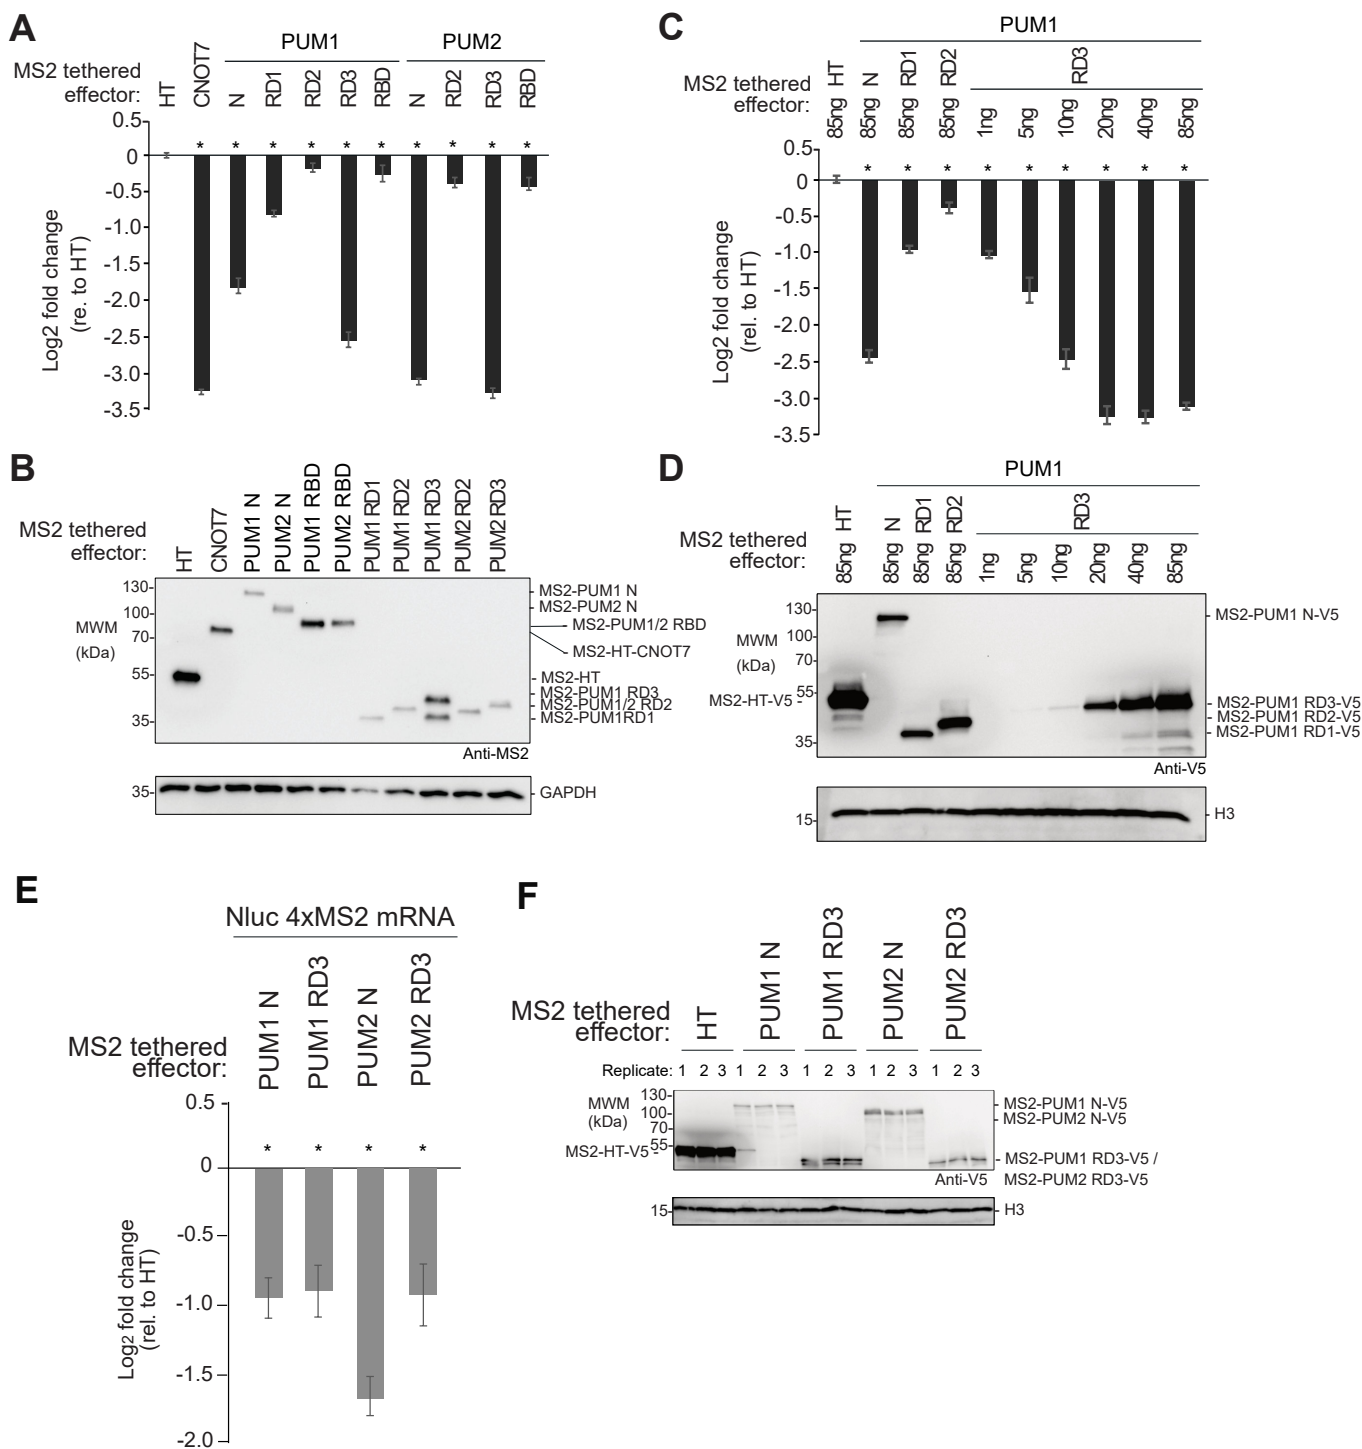 A
PUM1
PUM2
MS2 tethered
effector:
HT
CNOT7
N
RD1
RD2
RD3
RBD
N
RD2
RD3
RBD
0.5
0
-0.5
-1.0
-1.5
-2.0
-2.5
-3.0
-3.5
Log2 fold change
(re. to HT)
* * * * * * * * * *
C
PUM1
RD3
MS2 tethered
effector:
85ng HT
85ng N
85ng RD1
85ng RD2
1ng
5ng
10ng
20ng
40ng
85ng
0.5
0
-0.5
-1.0
-1.5
-2.0
-2.5
-3.0
-3.5
Log2 fold change
(rel. to HT)
* * * * * * * * *
B
MS2 tethered
effector:
HT
CNOT7
PUM1 N
PUM2 N
PUM1 RBD
PUM2 RBD
PUM1 RD1
PUM1 RD2
PUM1 RD3
PUM2 RD2
PUM2 RD3
MWM
(kDa)
130-
100-
70-
55-
35-
MS2-PUM1 N
MS2-PUM2 N
MS2-PUM1/2 RBD
MS2-HT-CNOT7
MS2-HT
MS2-PUM1 RD3
MS2-PUM1/2 RD2
MS2-PUM1RD1
Anti-MS2
35-
GAPDH
D
PUM1
RD3
MS2 tethered
effector:
85ng HT
85ng N
85ng RD1
85ng RD2
1ng
5ng
10ng
20ng
40ng
85ng
MWM
(kDa)
130-
100-
70-
55-
35-
MS2-HT-V5
MS2-PUM1 N-V5
MS2-PUM1 RD3-V5
MS2-PUM1 RD2-V5
MS2-PUM1 RD1-V5
Anti-V5
15-
H3
E
Nluc 4xMS2 mRNA
MS2 tethered
effector:
PUM1 N
PUM1 RD3
PUM2 N
PUM2 RD3
0.5
0
-0.5
-1.0
-1.5
-2.0
Log2 fold change
(rel. to HT)
* * * *
F
MS2 tethered
effector:
HT
PUM1 N
PUM1 RD3
PUM2 N
PUM2 RD3
Replicate: 1 2 3 1 2 3 1 2 3 1 2 3 1 2 3
MWM
(kDa)
130-
100-
70-
55-
MS2-HT-V5
MS2-PUM1 N-V5
MS2-PUM2 N-V5
MS2-PUM1 RD3-V5 /
MS2-PUM2 RD3-V5
Anti-V5
15-
H3